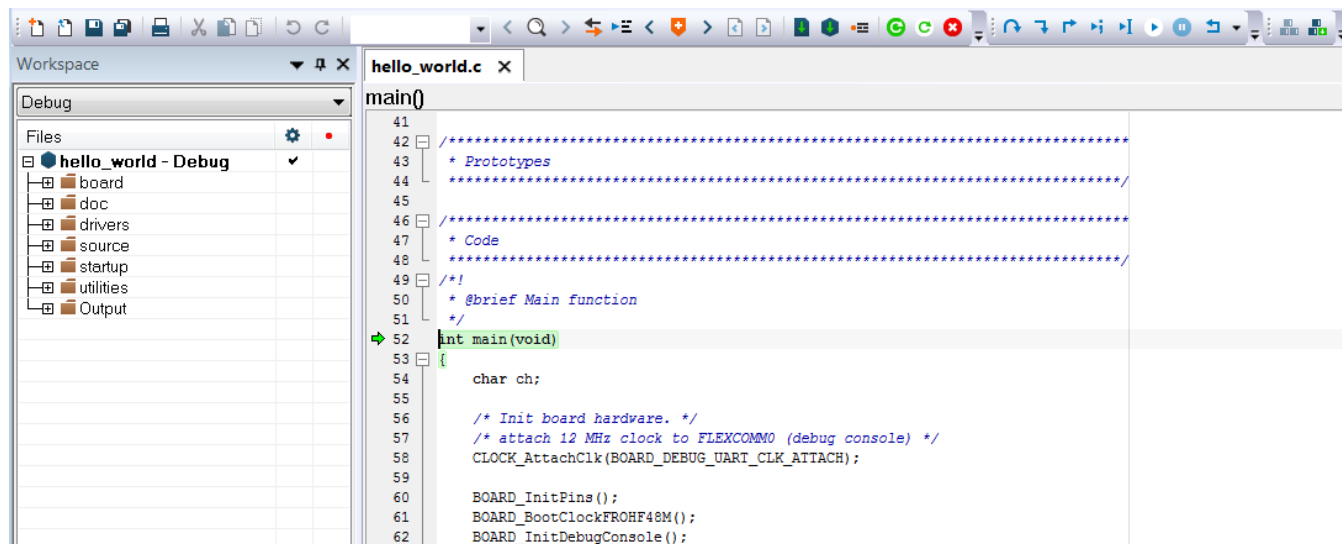 Workspace
Debug
Files
hello_world - Debug
board
doc
drivers
source
startup
utilities
Output
hello_world.c
main()
41
42 /*******************************************************************************
43 * Prototypes
44 ******************************************************************************/
45
46 /*******************************************************************************
47 * Code
48 ******************************************************************************/
49 /*!
50 * @brief Main function
51 */
52 int main(void)
53 {
54 char ch;
55
56 /* Init board hardware. */
57 /* attach 12 MHz clock to FLEXCOMM0 (debug console) */
58 CLOCK_AttachClk(BOARD_DEBUG_UART_CLK_ATTACH);
59
60 BOARD_InitPins();
61 BOARD_BootClockFROHF48M();
62 BOARD_InitDebugConsole();